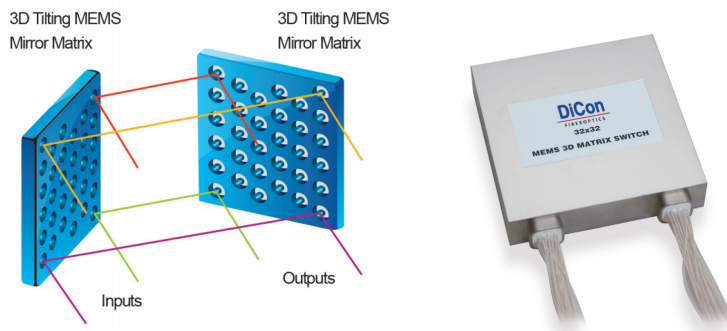 3D Tilting MEMS
Mirror Matrix
3D Tilting MEMS
Mirror Matrix
Inputs
Outputs
DiCon
FIBEROPTICS
32x32
MEMS 3D MATRIX SWITCH